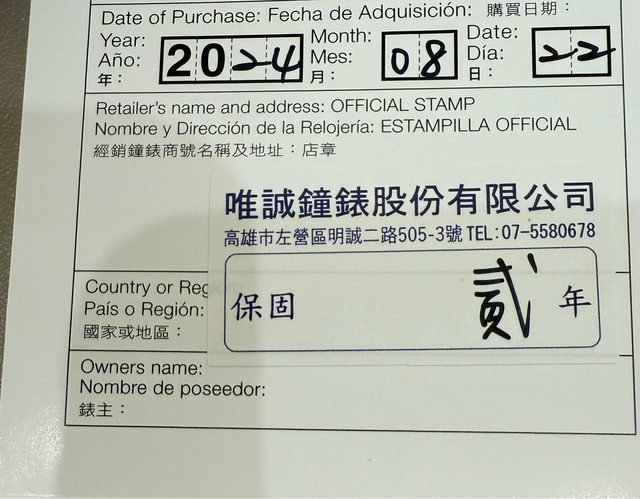 Date of Purchase: Fecha de Adquisición: 購買日期：
Year: 2024 Month: 08 Date: 22
Año: Mes: Día:
年： 月： 日：
Retailer's name and address: OFFICIAL STAMP
Nombre y Dirección de la Relojería: ESTAMPILLA OFFICIAL
經銷鐘錶商號名稱及地址：店章
唯誠鐘錶股份有限公司
高雄市左營區明誠二路505-3號 TEL:07-5580678
Country or Reg
País o Región:
國家或地區：
保固 貳 年
Owners name:
Nombre de poseedor:
錶主：